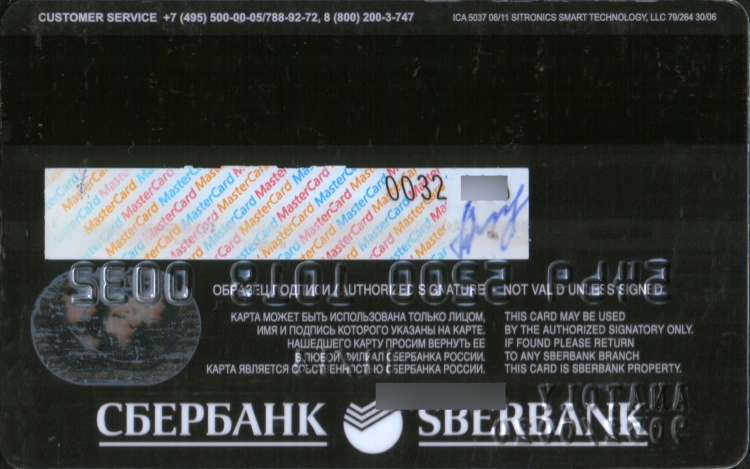 CUSTOMER SERVICE +7 (495) 500-00-05/788-92-72, 8 (800) 200-3-747
ICA 5037 06/11 SITRONICS SMART TECHNOLOGY, LLC 79/264 30/06
MasterCard MasterCard MasterCard MasterCard
0032
ОБРАЗЕЦ ПОДПИСИ / AUTHORIZED SIGNATURE - NOT VALID UNLESS SIGNED
КАРТА МОЖЕТ БЫТЬ ИСПОЛЬЗОВАНА ТОЛЬКО ЛИЦОМ,
ИМЯ И ПОДПИСЬ КОТОРОГО УКАЗАНЫ НА КАРТЕ.
НАШЕДШЕГО КАРТУ ПРОСИМ ВЕРНУТЬ ЕЕ
В ЛЮБОЙ ФИЛИАЛ СБЕРБАНКА РОССИИ.
КАРТА ЯВЛЯЕТСЯ СОБСТВЕННОСТЬЮ СБЕРБАНКА РОССИИ.
THIS CARD MAY BE USED
BY THE AUTHORIZED SIGNATORY ONLY.
IF FOUND PLEASE RETURN
TO ANY SBERBANK BRANCH
THIS CARD IS SBERBANK PROPERTY.
СБЕРБАНК SBERBANK